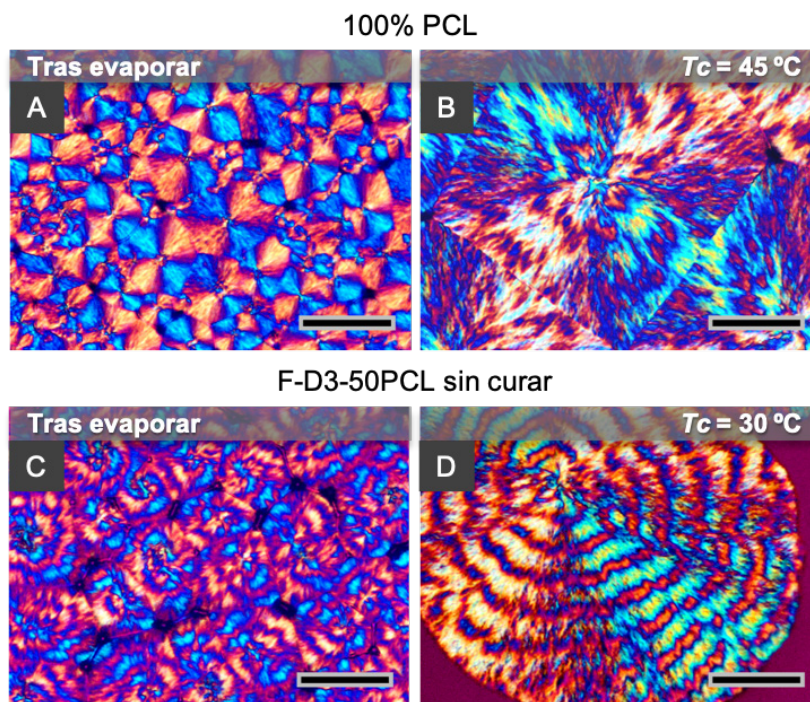 100% PCL
Tras evaporar
A
Tc = 45 ºC
B
F-D3-50PCL sin curar
Tras evaporar
C
Tc = 30 ºC
D